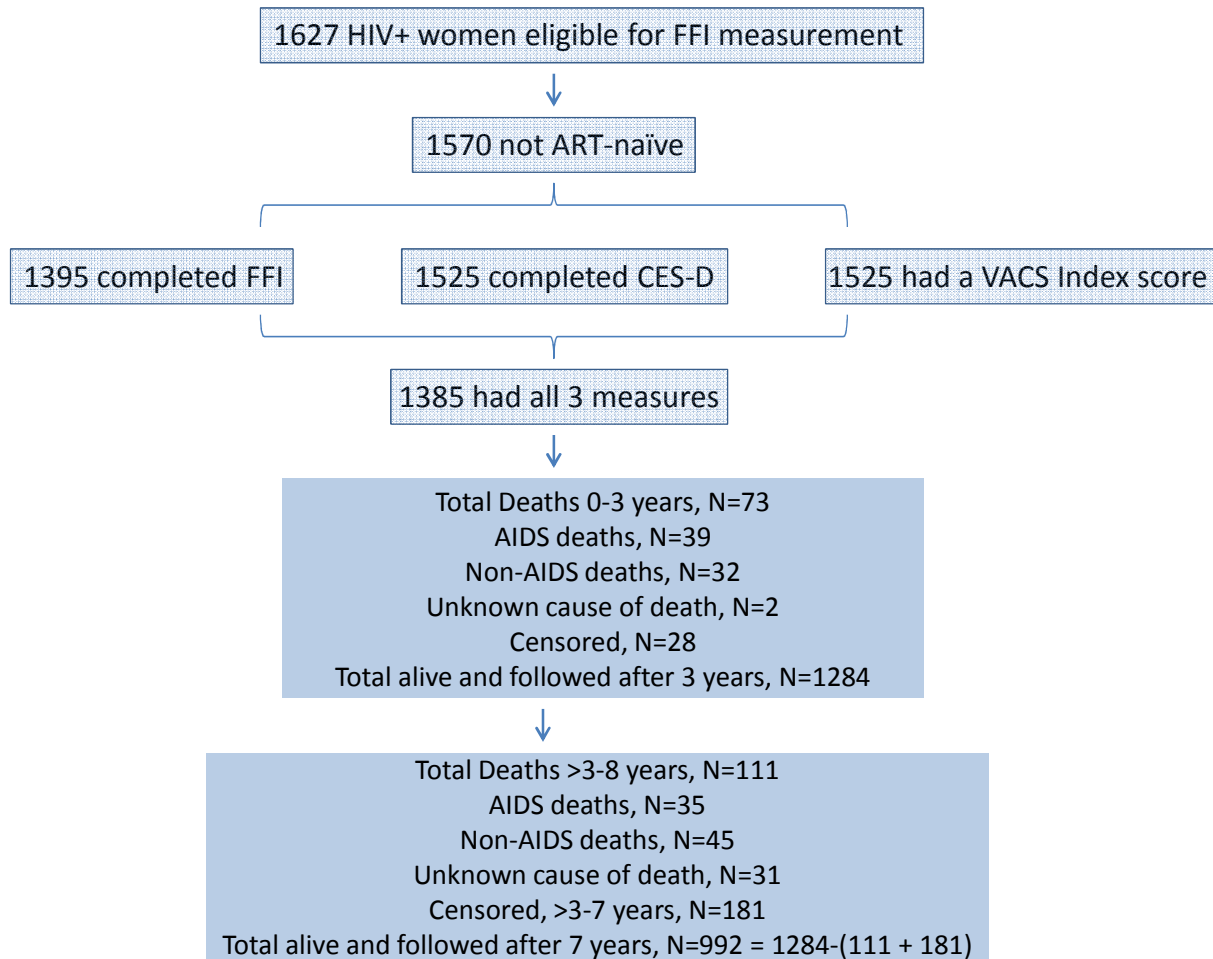 1627 HIV+ women eligible for FFI measurement
1570 not ART-naïve
1395 completed FFI
1525 completed CES-D
1525 had a VACS Index score
1385 had all 3 measures
Total Deaths 0-3 years, N=73
AIDS deaths, N=39
Non-AIDS deaths, N=32
Unknown cause of death, N=2
Censored, N=28
Total alive and followed after 3 years, N=1284
Total Deaths >3-8 years, N=111
AIDS deaths, N=35
Non-AIDS deaths, N=45
Unknown cause of death, N=31
Censored, >3-7 years, N=181
Total alive and followed after 7 years, N=992 = 1284-(111 + 181)